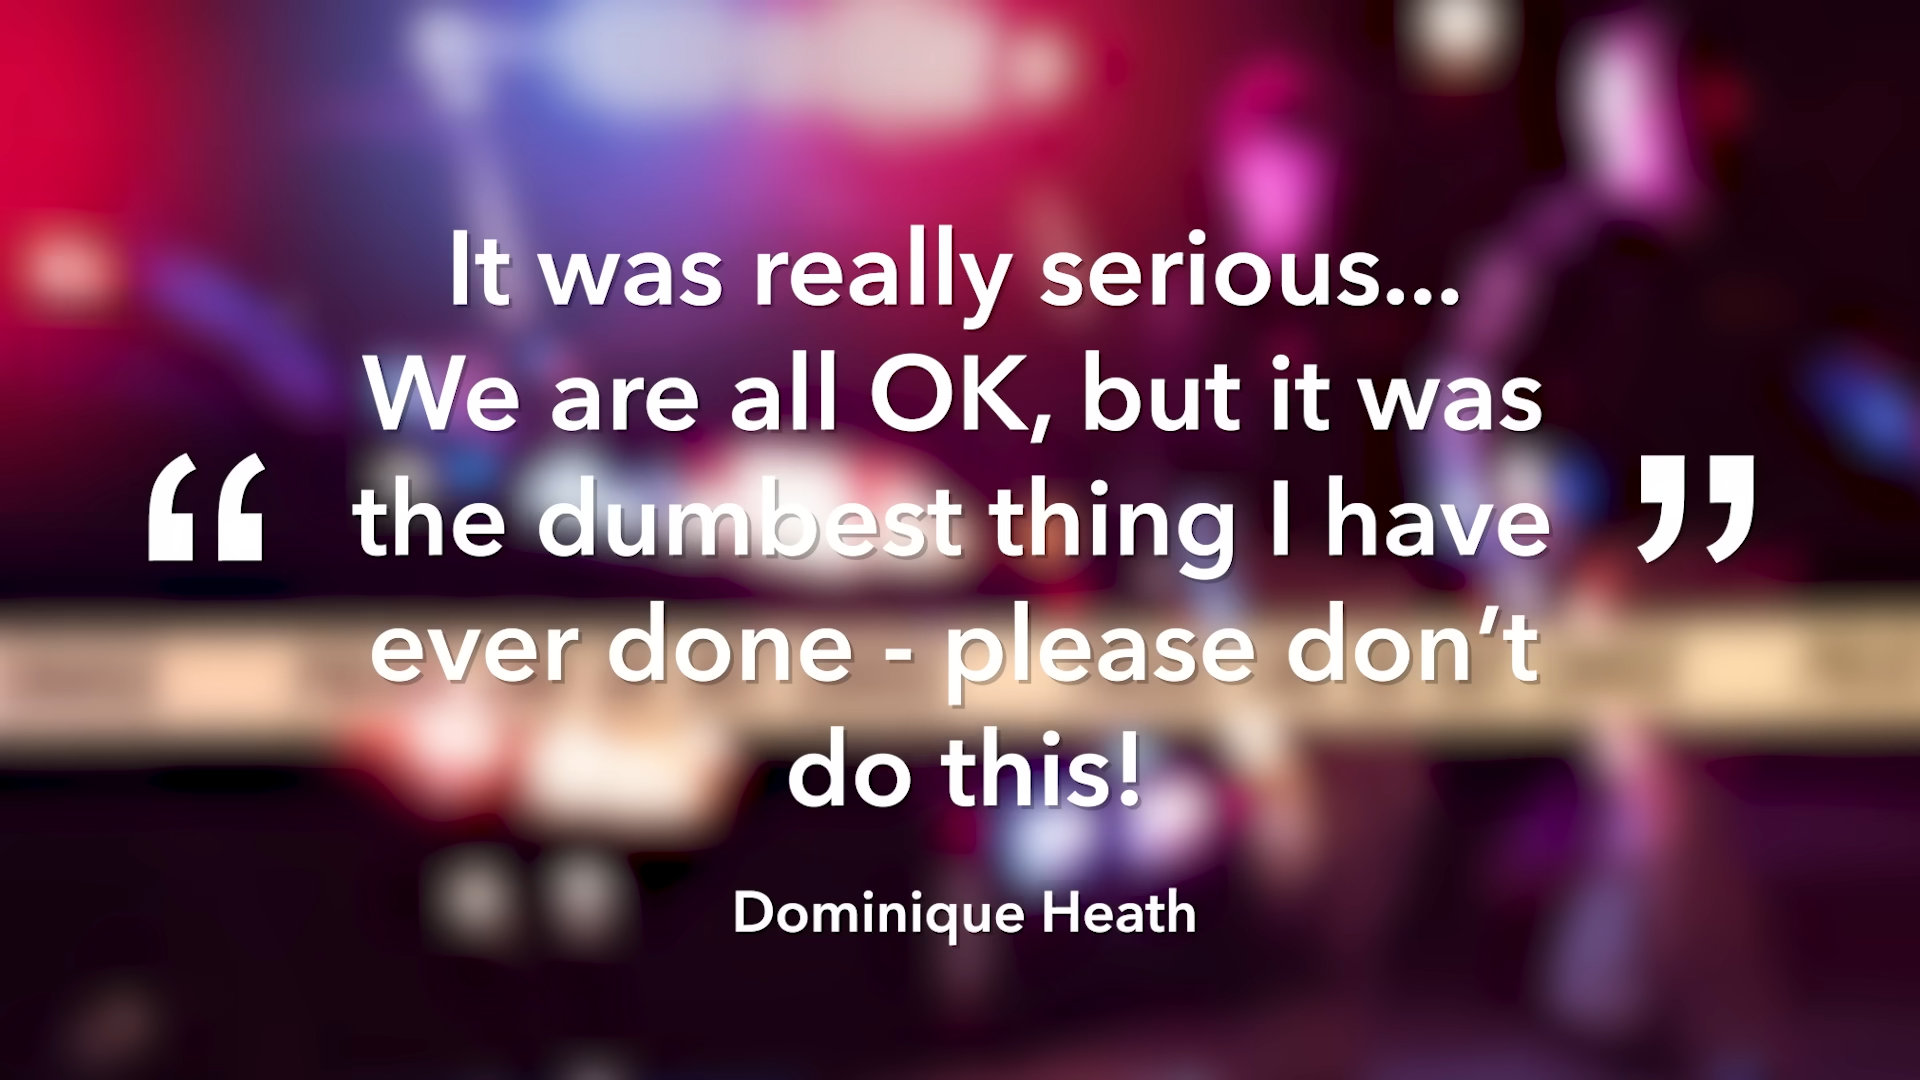 It was really serious...
We are all OK, but it was
“ the dumbest thing I have ”
ever done - please don’t
do this!
Dominique Heath